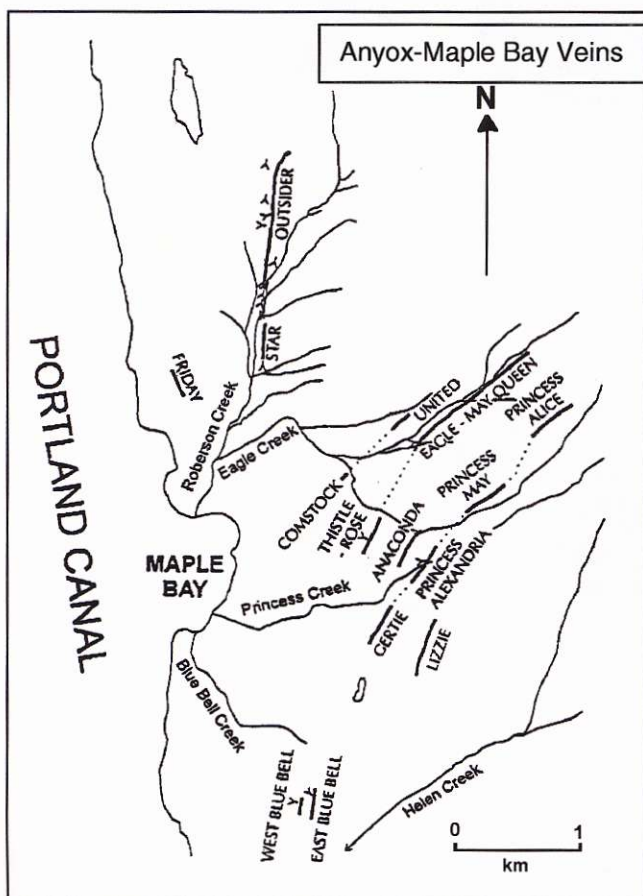 Anyox-Maple Bay Veins
N
OUTSIDER
STAR
FRIDAY
Roberson Creek
PORTLAND CANAL
UNITED
EAGLE - MAY QUEEN
PRINCESS
ALICE
Eagle Creek
PRINCESS
MAY
COMSTOCK
THISTLE
- ROSE
ANACONDA
MAPLE
BAY
PRINCESS
ALEXANDRIA
Princess Creek
GERTIE
LIZZIE
Blue Bell Creek
WEST BLUE BELL
EAST BLUE BELL
Helen Creek
0 1
km